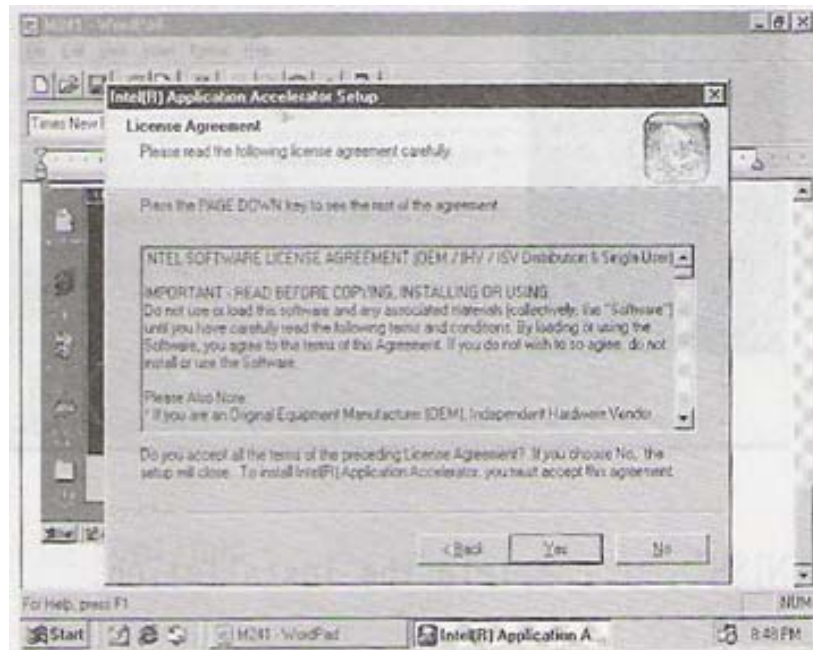 M241 - WordPad
Times New
Intel(R) Application Accelerator Setup
License Agreement
Please read the following license agreement carefully.
Press the PAGE DOWN key to see the rest of the agreement.
NTEL SOFTWARE LICENSE AGREEMENT (OEM / IHV / ISV Distribution & Single User)
IMPORTANT - READ BEFORE COPYING, INSTALLING OR USING.
Do not use or load this software and any associated materials (collectively, the "Software")
until you have carefully read the following terms and conditions. By loading or using the
Software, you agree to the terms of this Agreement. If you do not wish to so agree, do not
install or use the Software.
Please Also Note:
* If you are an Original Equipment Manufacturer (OEM), Independent Hardware Vendor
Do you accept all the terms of the preceding License Agreement? If you choose No, the
setup will close. To install Intel(R) Application Accelerator, you must accept this agreement.
< Back
Yes
No
For Help, press F1
NUM
Start
M241 - WordPad
Intel(R) Application A...
8:48 PM